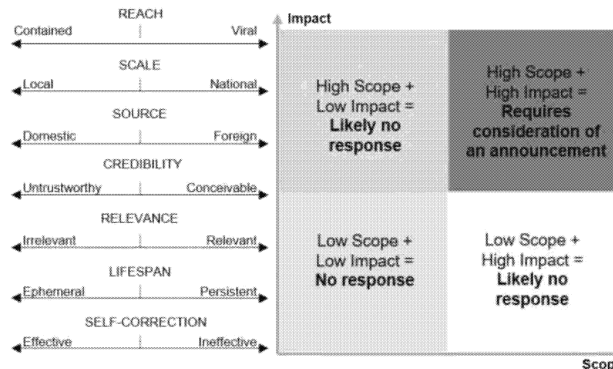 REACH
Contained Viral
SCALE
Local National
SOURCE
Domestic Foreign
CREDIBILITY
Untrustworthy Conceivable
RELEVANCE
Irrelevant Relevant
LIFESPAN
Ephemeral Persistent
SELF-CORRECTION
Effective Ineffective
Impact
High Scope +
Low Impact =
Likely no
response
High Scope +
High Impact =
Requires
consideration of
an announcement
Low Scope +
Low Impact =
No response
Low Scope +
High Impact =
Likely no
response
Scop